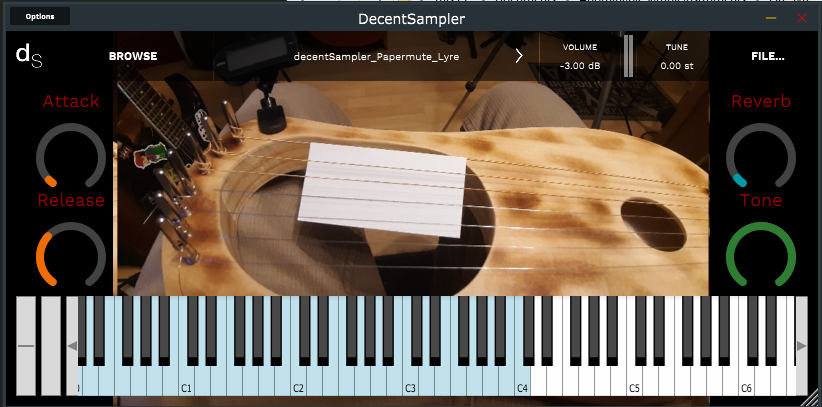 Options
DecentSampler
dS
BROWSE
decentSampler_Papermute_Lyre
VOLUME
-3.00 dB
TUNE
0.00 st
FILE...
Attack
Reverb
Release
Tone
C1
C2
C3
C4
C5
C6